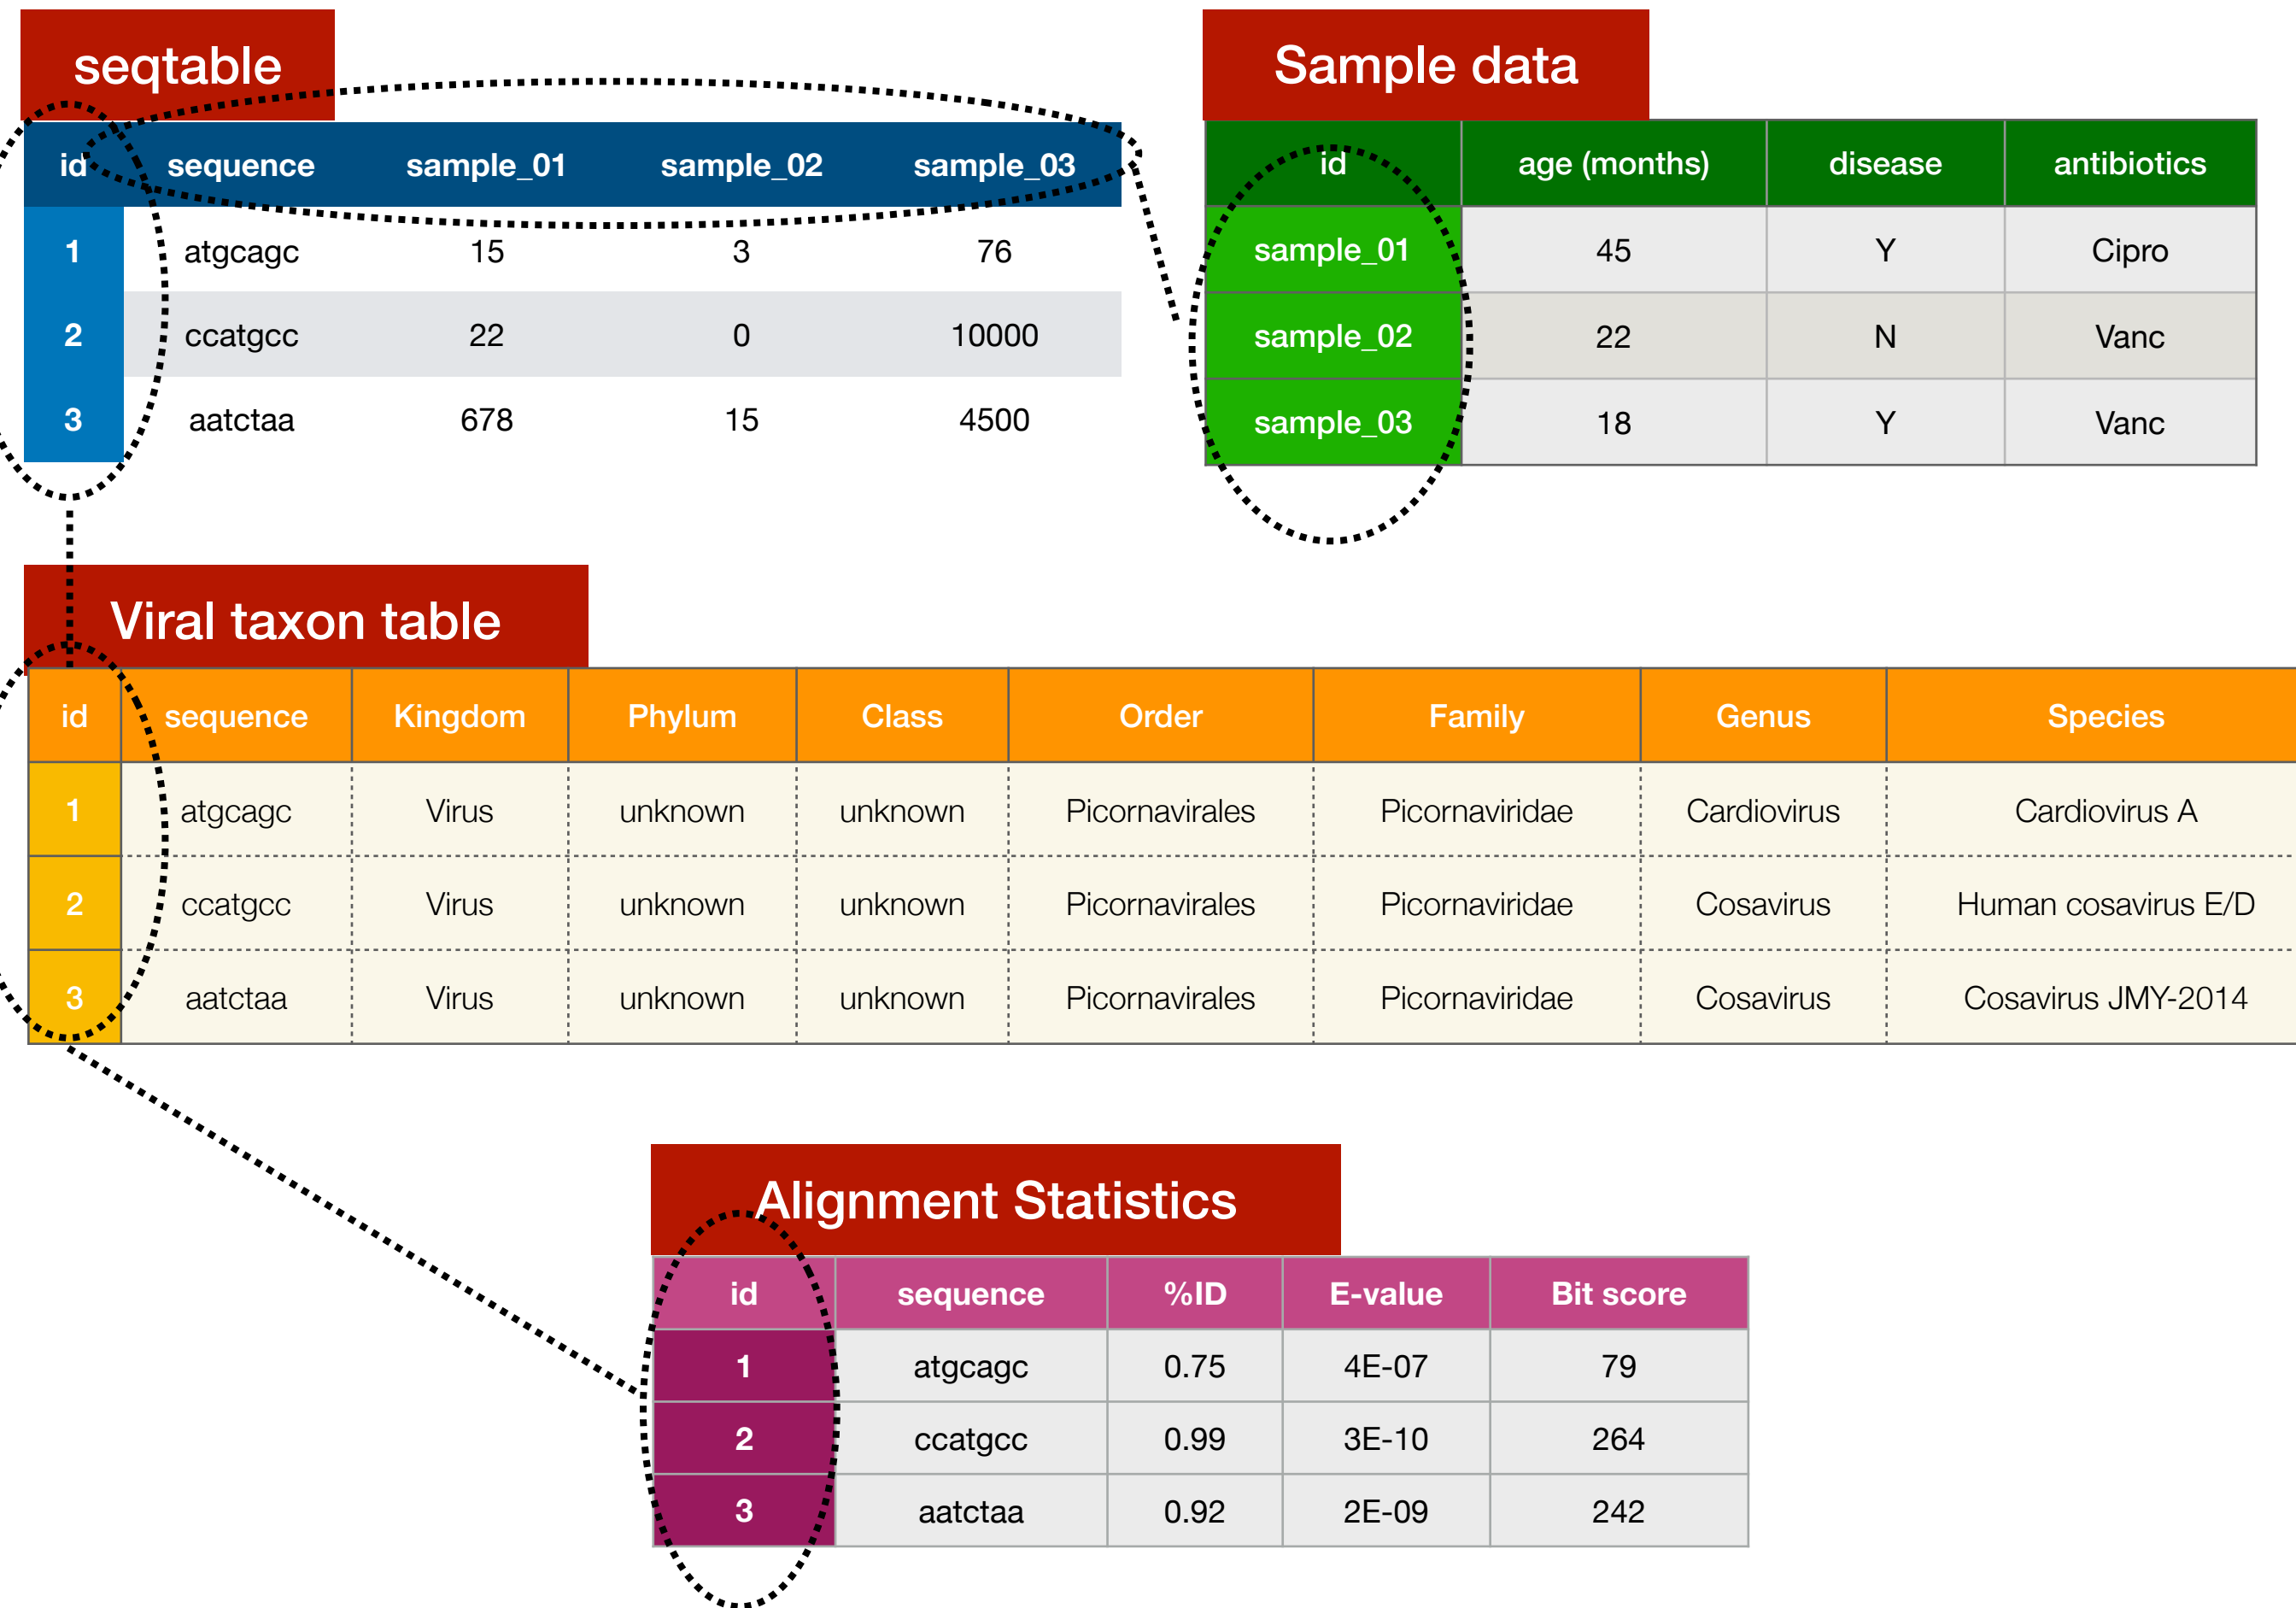 seqtable
id sequence sample_01 sample_02 sample_03
1 atgcagc 15 3 76
2 ccatgcc 22 0 10000
3 aatctaa 678 15 4500
Sample data
id age (months) disease antibiotics
sample_01 45 Y Cipro
sample_02 22 N Vanc
sample_03 18 Y Vanc
Viral taxon table
id sequence Kingdom Phylum Class Order Family Genus Species
1 atgcagc Virus unknown unknown Picornavirales Picornaviridae Cardiovirus Cardiovirus A
2 ccatgcc Virus unknown unknown Picornavirales Picornaviridae Cosavirus Human cosavirus E/D
3 aatctaa Virus unknown unknown Picornavirales Picornaviridae Cosavirus Cosavirus JMY-2014
Alignment Statistics
id sequence %ID E-value Bit score
1 atgcagc 0.75 4E-07 79
2 ccatgcc 0.99 3E-10 264
3 aatctaa 0.92 2E-09 242